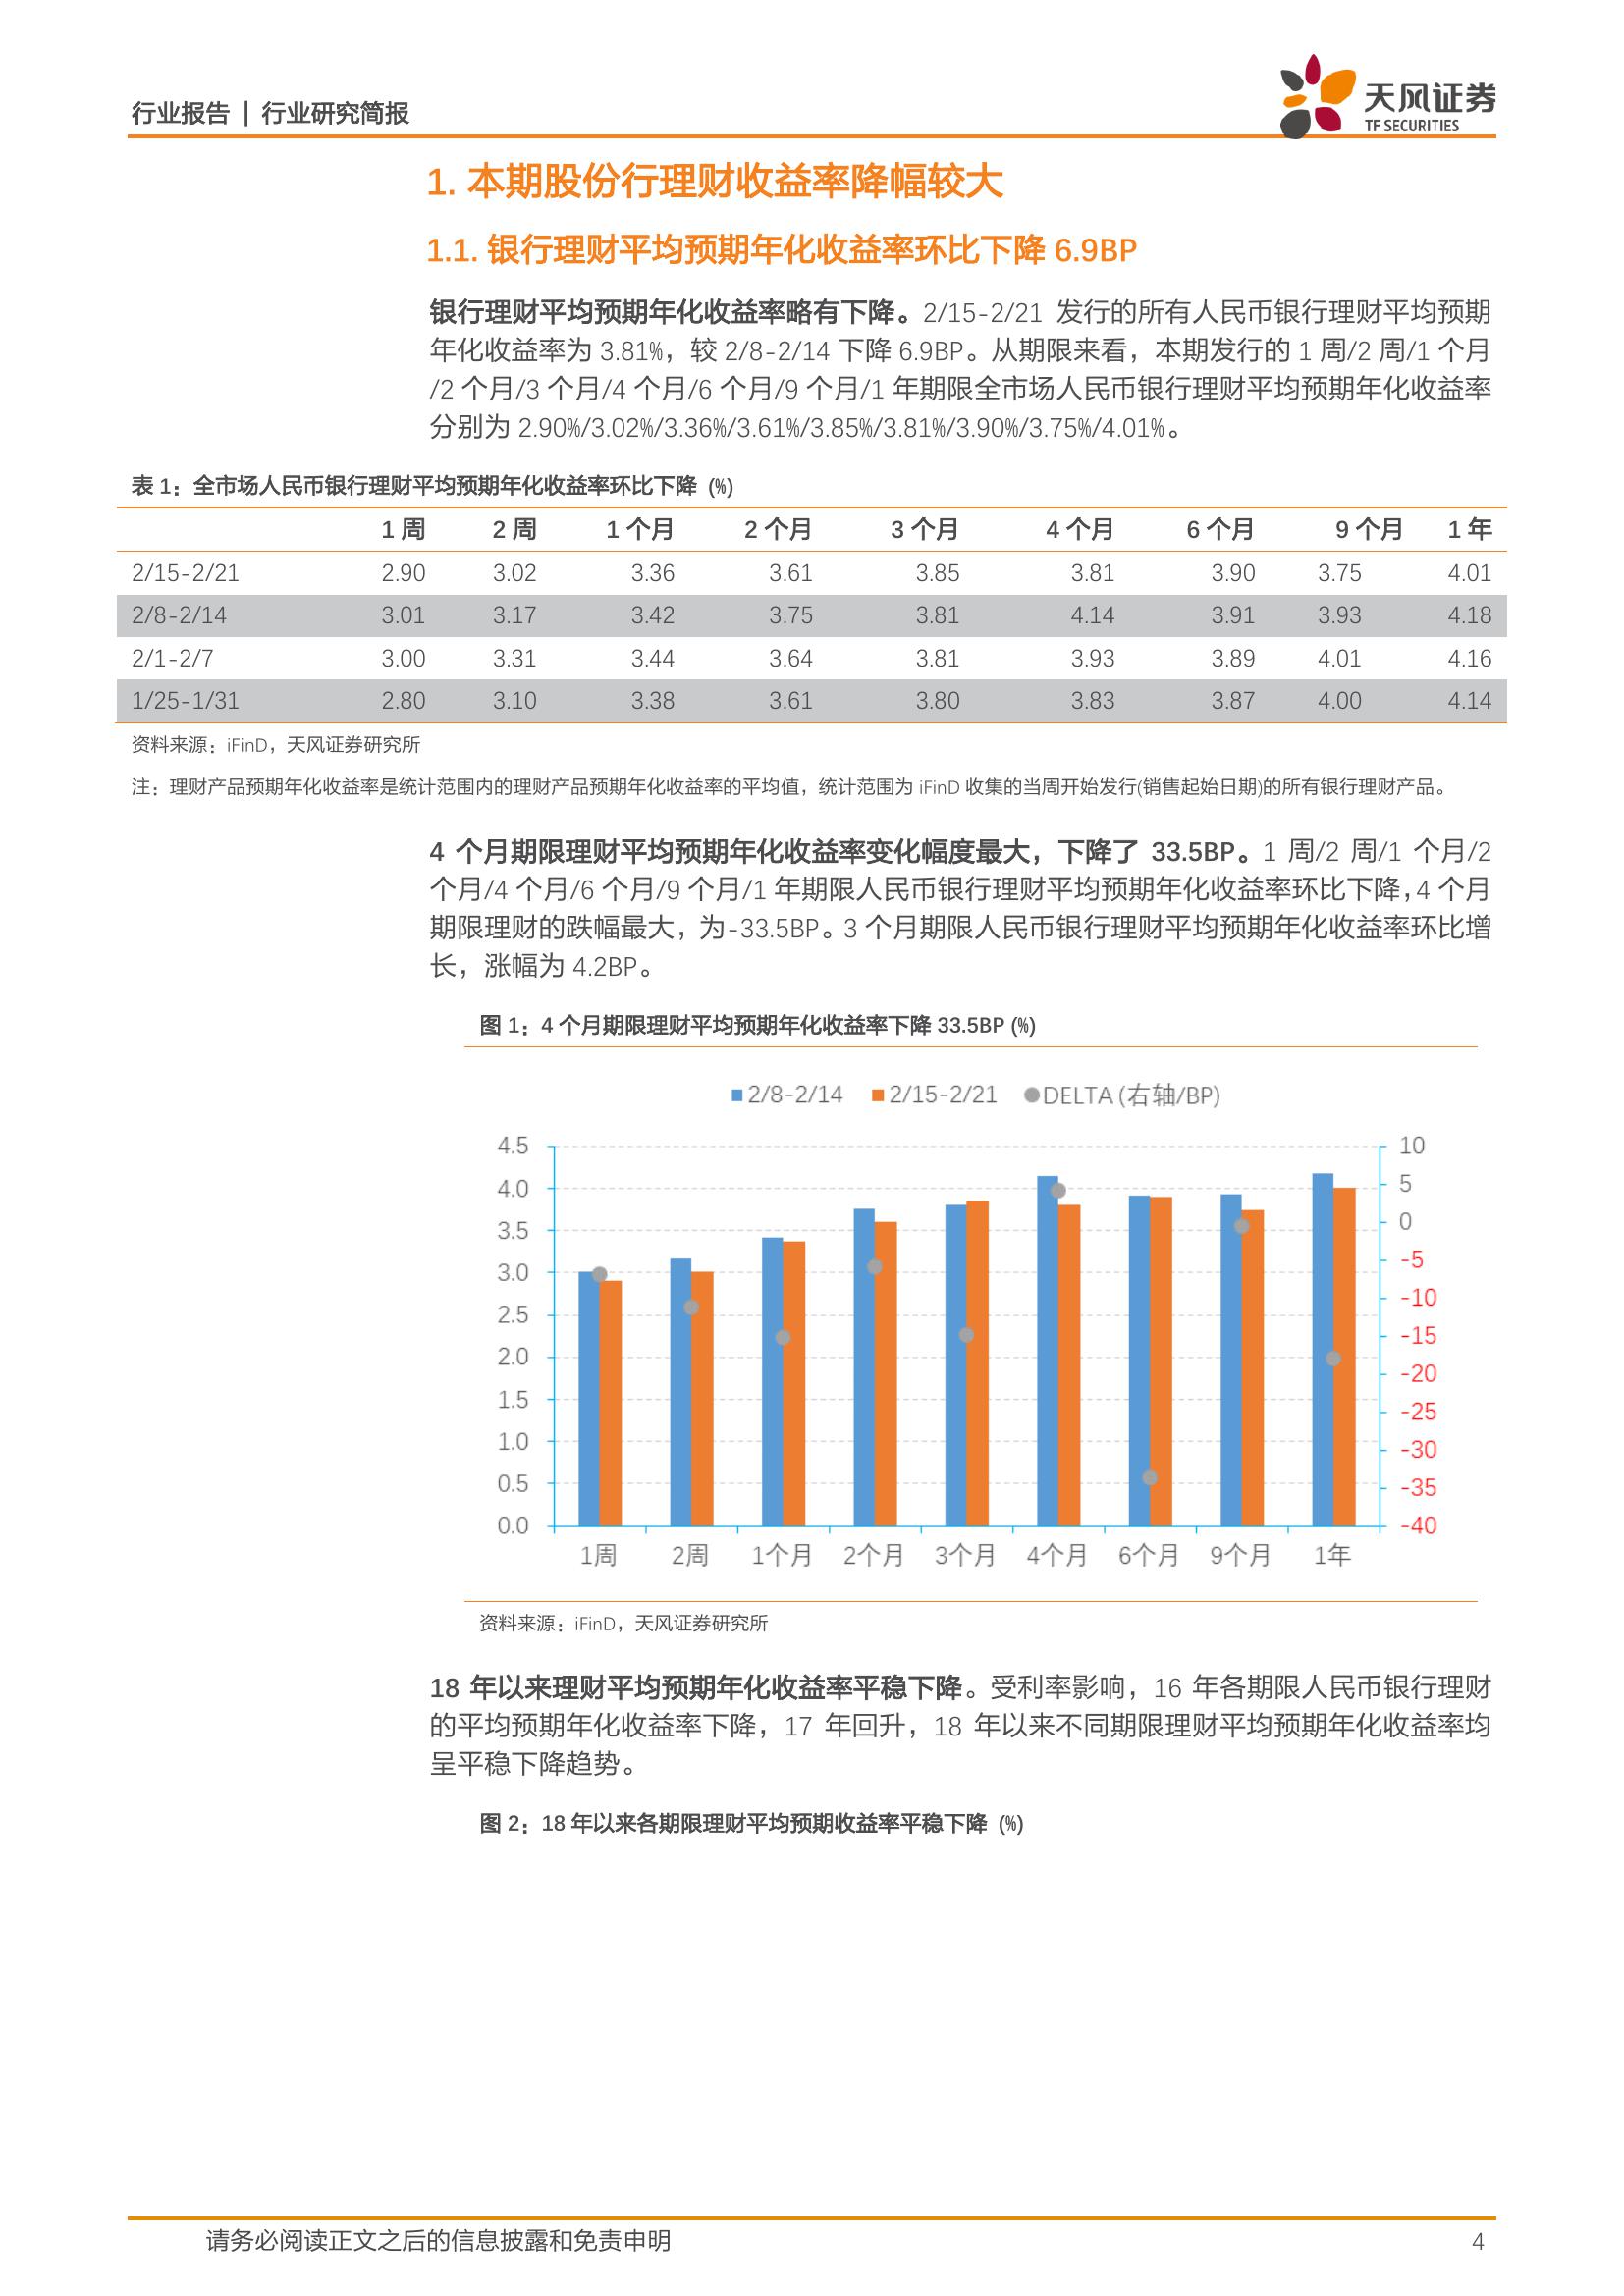 行业报告 | 行业研究简报
天风证券
TF SECURITIES
1. 本期股份行理财收益率降幅较大
1.1. 银行理财平均预期年化收益率环比下降 6.9BP
银行理财平均预期年化收益率略有下降。2/15-2/21 发行的所有人民币银行理财平均预期
年化收益率为 3.81%，较 2/8-2/14 下降 6.9BP。从期限来看，本期发行的 1 周/2 周/1 个月
/2 个月/3 个月/4 个月/6 个月/9 个月/1 年期限全市场人民币银行理财平均预期年化收益率
分别为 2.90%/3.02%/3.36%/3.61%/3.85%/3.81%/3.90%/3.75%/4.01%。
表 1：全市场人民币银行理财平均预期年化收益率环比下降 (%)
1 周 2 周 1 个月 2 个月 3 个月 4 个月 6 个月 9 个月 1 年
2/15-2/21 2.90 3.02 3.36 3.61 3.85 3.81 3.90 3.75 4.01
2/8-2/14 3.01 3.17 3.42 3.75 3.81 4.14 3.91 3.93 4.18
2/1-2/7 3.00 3.31 3.44 3.64 3.81 3.93 3.89 4.01 4.16
1/25-1/31 2.80 3.10 3.38 3.61 3.80 3.83 3.87 4.00 4.14
资料来源：iFinD，天风证券研究所
注：理财产品预期年化收益率是统计范围内的理财产品预期年化收益率的平均值，统计范围为 iFinD 收集的当周开始发行(销售起始日期)的所有银行理财产品。
4 个月期限理财平均预期年化收益率变化幅度最大，下降了 33.5BP。1 周/2 周/1 个月/2
个月/4 个月/6 个月/9 个月/1 年期限人民币银行理财平均预期年化收益率环比下降，4 个月
期限理财的跌幅最大，为-33.5BP。3 个月期限人民币银行理财平均预期年化收益率环比增
长，涨幅为 4.2BP。
图 1：4 个月期限理财平均预期年化收益率下降 33.5BP (%)
2/8-2/14 2/15-2/21 DELTA (右轴/BP)
4.5 10
4.0 5
3.5 0
3.0 -5
2.5 -10
2.0 -15
1.5 -20
1.0 -25
0.5 -30
0.0 -35
-40
1周 2周 1个月 2个月 3个月 4个月 6个月 9个月 1年
资料来源：iFinD，天风证券研究所
18 年以来理财平均预期年化收益率平稳下降。受利率影响，16 年各期限人民币银行理财
的平均预期年化收益率下降，17 年回升，18 年以来不同期限理财平均预期年化收益率均
呈平稳下降趋势。
图 2：18 年以来各期限理财平均预期收益率平稳下降 (%)
请务必阅读正文之后的信息披露和免责申明 4